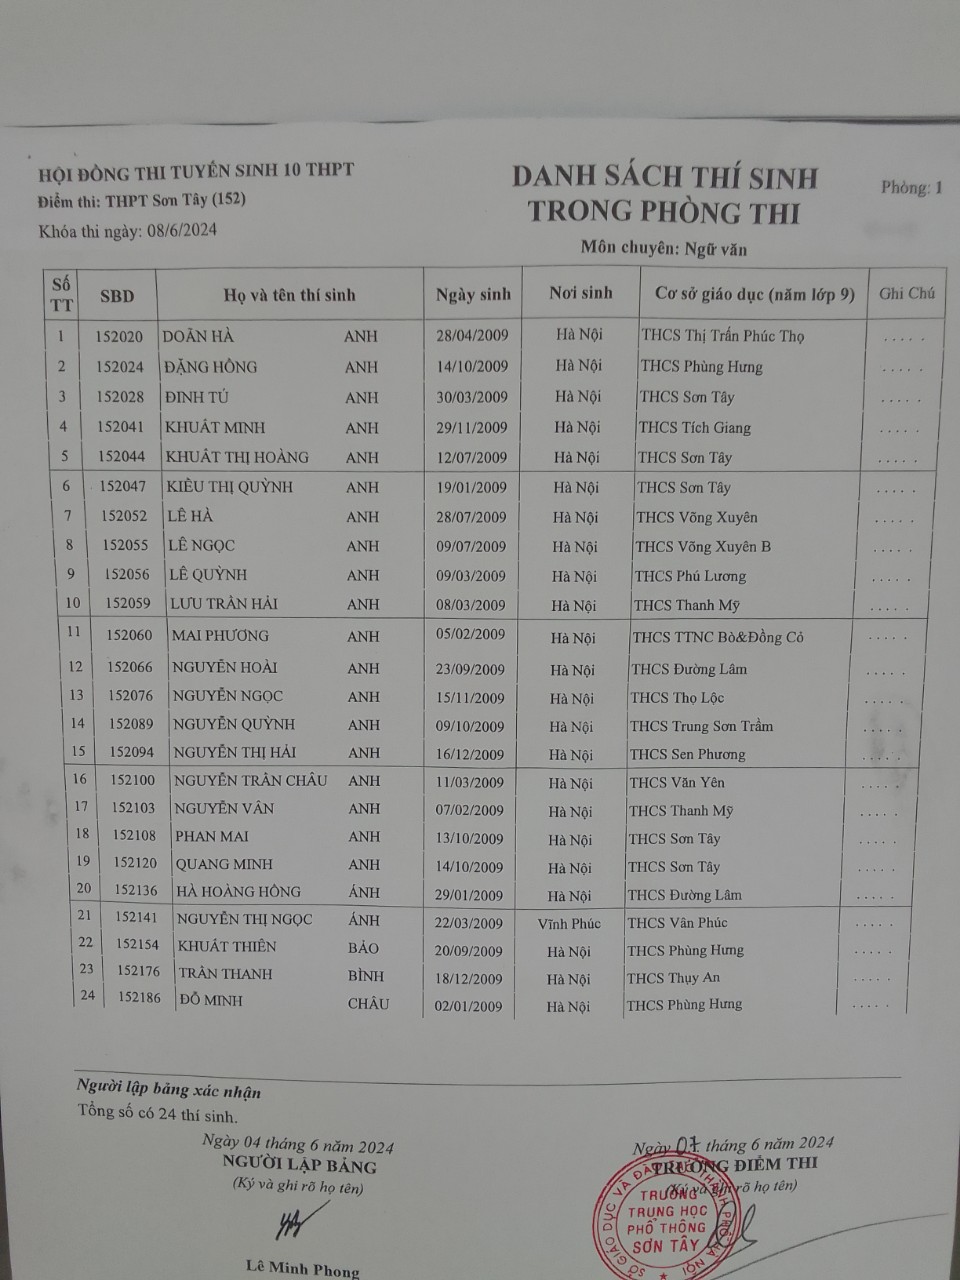 HỘI ĐỒNG THI TUYỂN SINH 10 THPT
Điểm thi: THPT Sơn Tây (152)
Khóa thi ngày: 08/6/2024
DANH SÁCH THÍ SINH
TRONG PHÒNG THI
Môn chuyên: Ngữ văn
Phòng: 1
Số TT SBD Họ và tên thí sinh Ngày sinh Nơi sinh Cơ sở giáo dục (năm lớp 9) Ghi Chú
1 152020 DOÃN HÀ ANH 28/04/2009 Hà Nội THCS Thị Trấn Phúc Thọ .....
2 152024 ĐẶNG HỒNG ANH 14/10/2009 Hà Nội THCS Phùng Hưng .....
3 152028 ĐINH TÚ ANH 30/03/2009 Hà Nội THCS Sơn Tây .....
4 152041 KHUẤT MINH ANH 29/11/2009 Hà Nội THCS Tích Giang .....
5 152044 KHUẤT THỊ HOÀNG ANH 12/07/2009 Hà Nội THCS Sơn Tây .....
6 152047 KIỀU THỊ QUỲNH ANH 19/01/2009 Hà Nội THCS Sơn Tây .....
7 152052 LÊ HÀ ANH 28/07/2009 Hà Nội THCS Võng Xuyên .....
8 152055 LÊ NGỌC ANH 09/07/2009 Hà Nội THCS Võng Xuyên B .....
9 152056 LÊ QUỲNH ANH 09/03/2009 Hà Nội THCS Phú Lương .....
10 152059 LƯU TRẦN HẢI ANH 08/03/2009 Hà Nội THCS Thanh Mỹ .....
11 152060 MAI PHƯƠNG ANH 05/02/2009 Hà Nội THCS TTNC Bò&Đồng Cỏ .....
12 152066 NGUYỄN HOÀI ANH 23/09/2009 Hà Nội THCS Đường Lâm .....
13 152076 NGUYỄN NGỌC ANH 15/11/2009 Hà Nội THCS Thọ Lộc .....
14 152089 NGUYỄN QUỲNH ANH 09/10/2009 Hà Nội THCS Trung Sơn Trầm .....
15 152094 NGUYỄN THỊ HẢI ANH 16/12/2009 Hà Nội THCS Sen Phương .....
16 152100 NGUYỄN TRÂN CHÂU ANH 11/03/2009 Hà Nội THCS Văn Yên .....
17 152103 NGUYỄN VÂN ANH 07/02/2009 Hà Nội THCS Thanh Mỹ .....
18 152108 PHAN MAI ANH 13/10/2009 Hà Nội THCS Sơn Tây .....
19 152120 QUANG MINH ANH 14/10/2009 Hà Nội THCS Sơn Tây .....
20 152136 HÀ HOÀNG HỒNG ÁNH 29/01/2009 Hà Nội THCS Đường Lâm .....
21 152141 NGUYỄN THỊ NGỌC ÁNH 22/03/2009 Vĩnh Phúc THCS Vân Phúc .....
22 152154 KHUẤT THIÊN BẢO 20/09/2009 Hà Nội THCS Phùng Hưng .....
23 152176 TRẦN THANH BÌNH 18/12/2009 Hà Nội THCS Thụy An .....
24 152186 ĐỖ MINH CHÂU 02/01/2009 Hà Nội THCS Phùng Hưng .....
Người lập bảng xác nhận
Tổng số có 24 thí sinh.
Ngày 04 tháng 6 năm 2024
NGƯỜI LẬP BẢNG
(Ký và ghi rõ họ tên)
Lê Minh Phong
Ngày 07 tháng 6 năm 2024
TRƯỞNG ĐIỂM THI
(Ký và ghi rõ họ tên)
TRƯỜNG
TRUNG HỌC
PHỔ THÔNG
SƠN TÂY
SỞ GIÁO DỤC VÀ ĐÀO TẠO THÀNH PHỐ HÀ NỘI